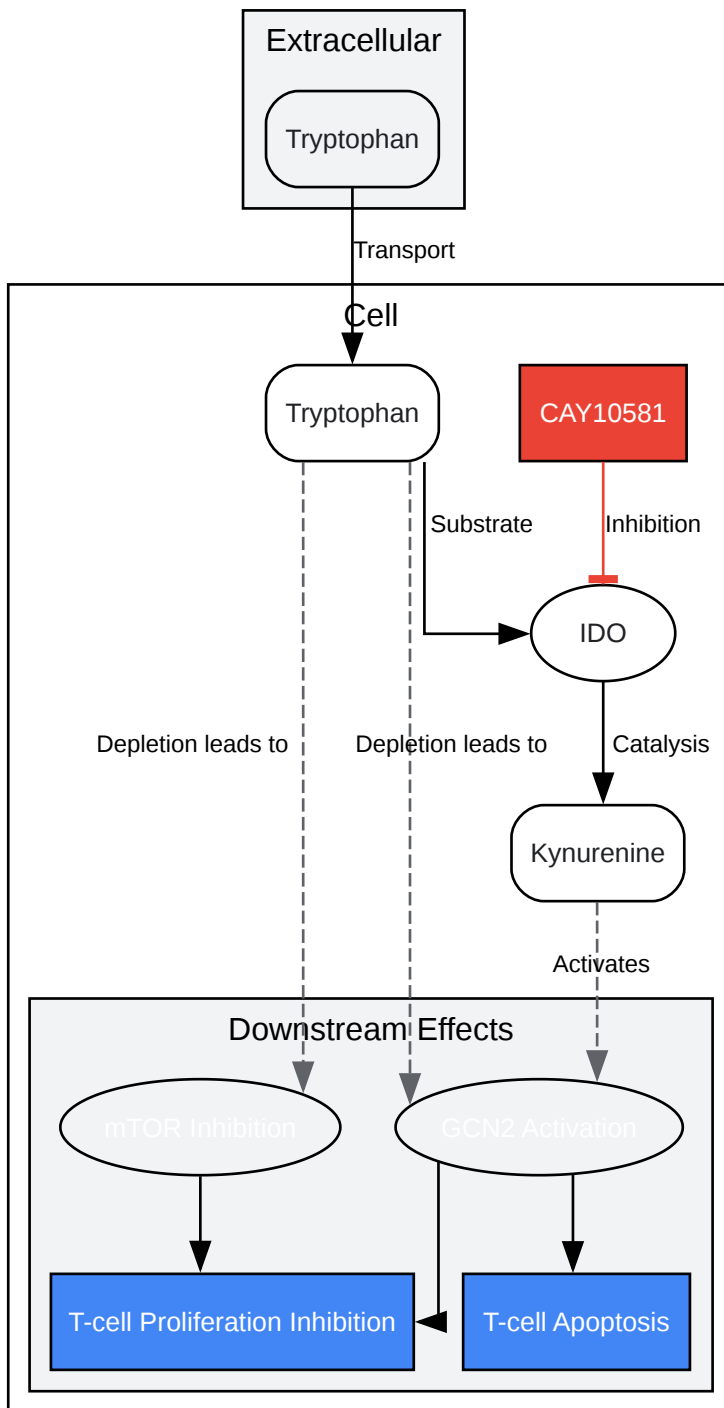 Extracellular
Tryptophan
Transport
Cell
Tryptophan
CAY10581
Substrate
Inhibition
IDO
Depletion leads to
Depletion leads to
Catalysis
Kynurenine
Activates
Downstream Effects
mTOR Inhibition
GCN2 Activation
T-cell Proliferation Inhibition
T-cell Apoptosis